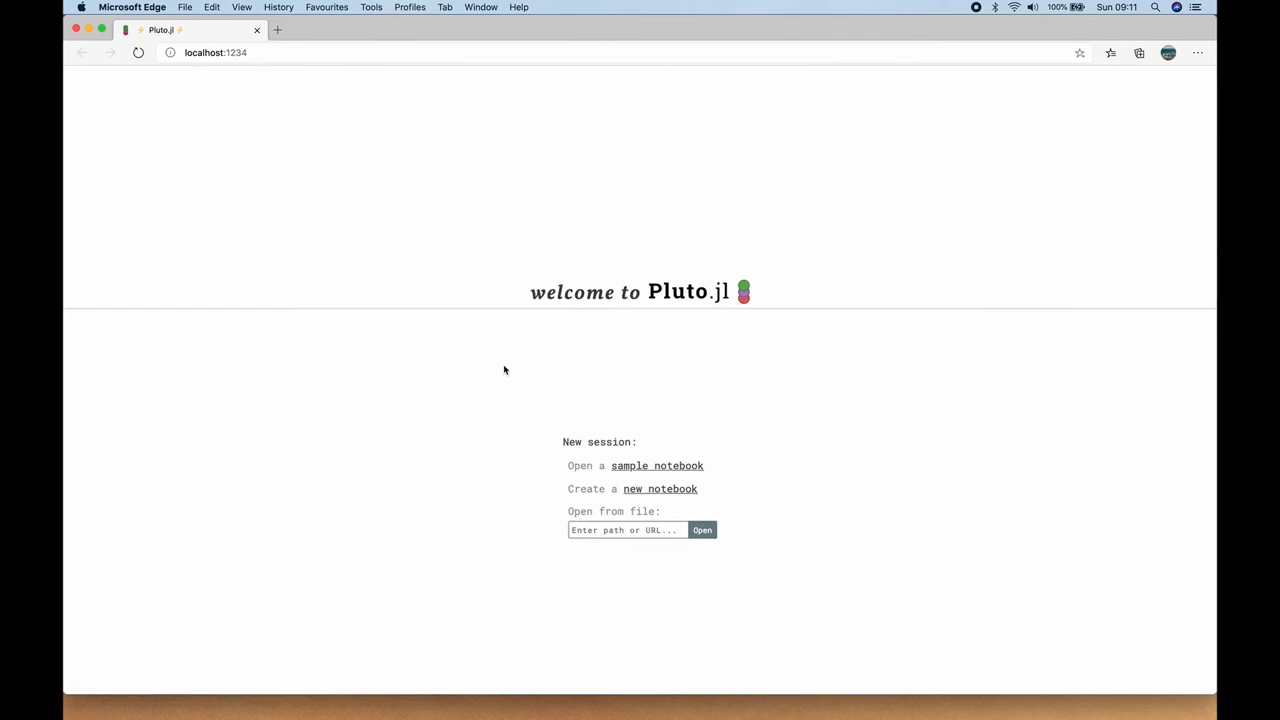 Microsoft Edge File Edit View History Favourites Tools Profiles Tab Window Help 100% Sun 09:11
⚡ Pluto.jl ⚡
localhost:1234
welcome to Pluto.jl
New session:
Open a sample notebook
Create a new notebook
Open from file:
Enter path or URL... Open